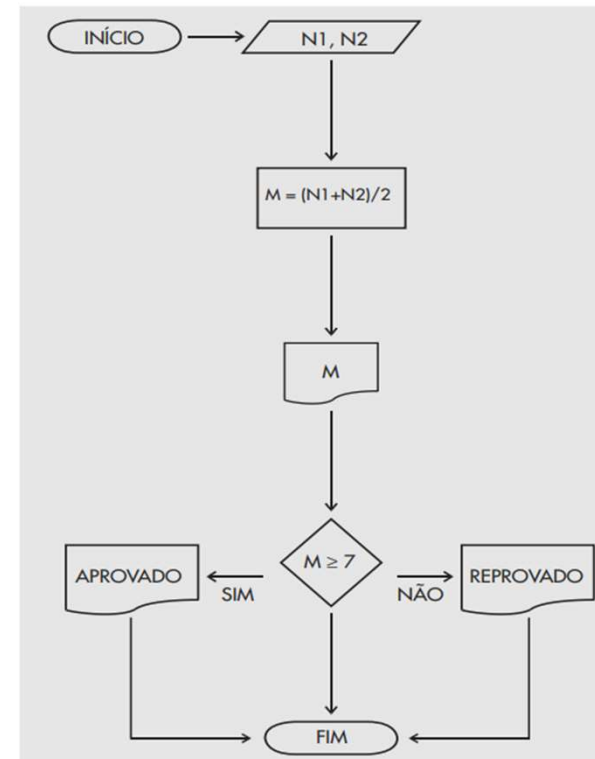 INÍCIO
N1, N2
M = (N1+N2)/2
M
M ≥ 7
APROVADO
SIM
NÃO
REPROVADO
FIM